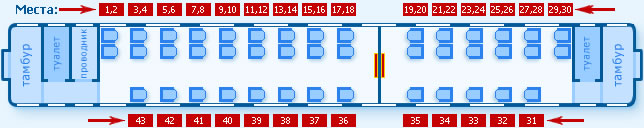 Места: 1,2 3,4 5,6 7,8 9,10 11,12 13,14 15,16 17,18 19,20 21,22 23,24 25,26 27,28 29,30
тамбур туалет проводник туалет тамбур
43 42 41 40 39 38 37 36 35 34 33 32 31